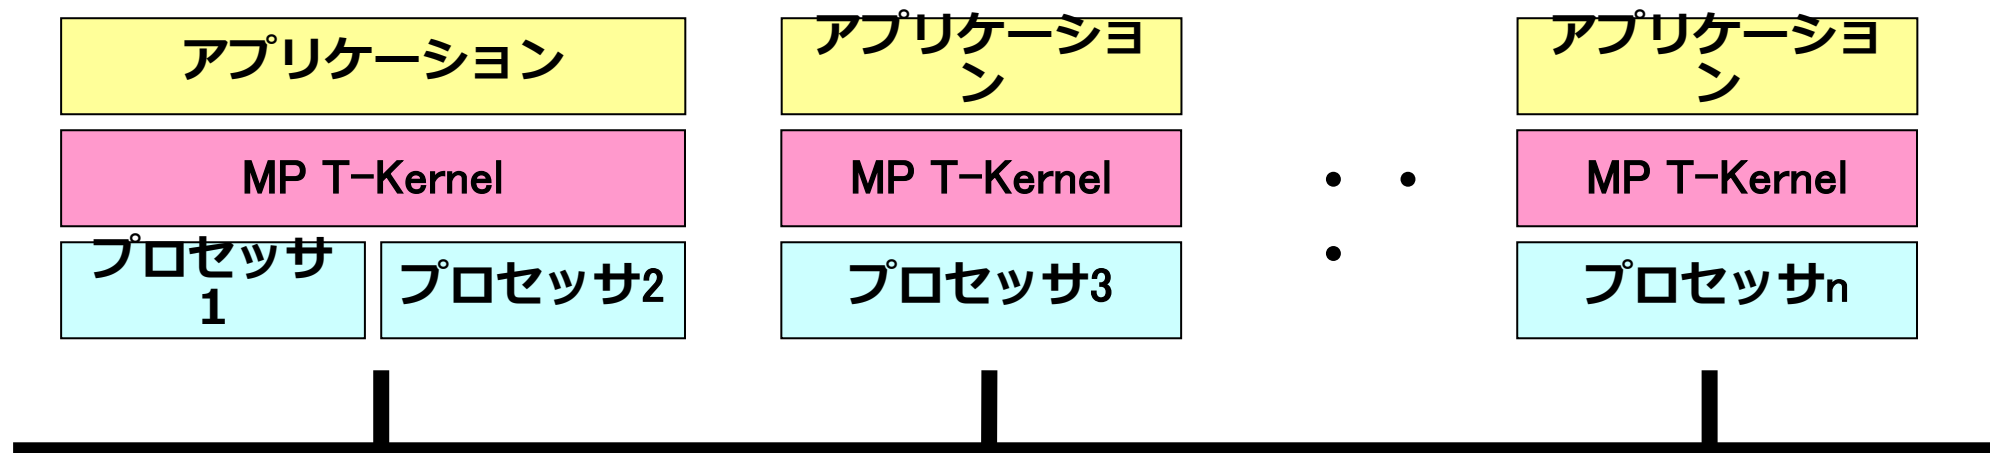 アプリケーション
アプリケーショ
ン
アプリケーショ
ン
MP T-Kernel
MP T-Kernel
・・
・
MP T-Kernel
プロセッサ
1
プロセッサ2
プロセッサ3
プロセッサn